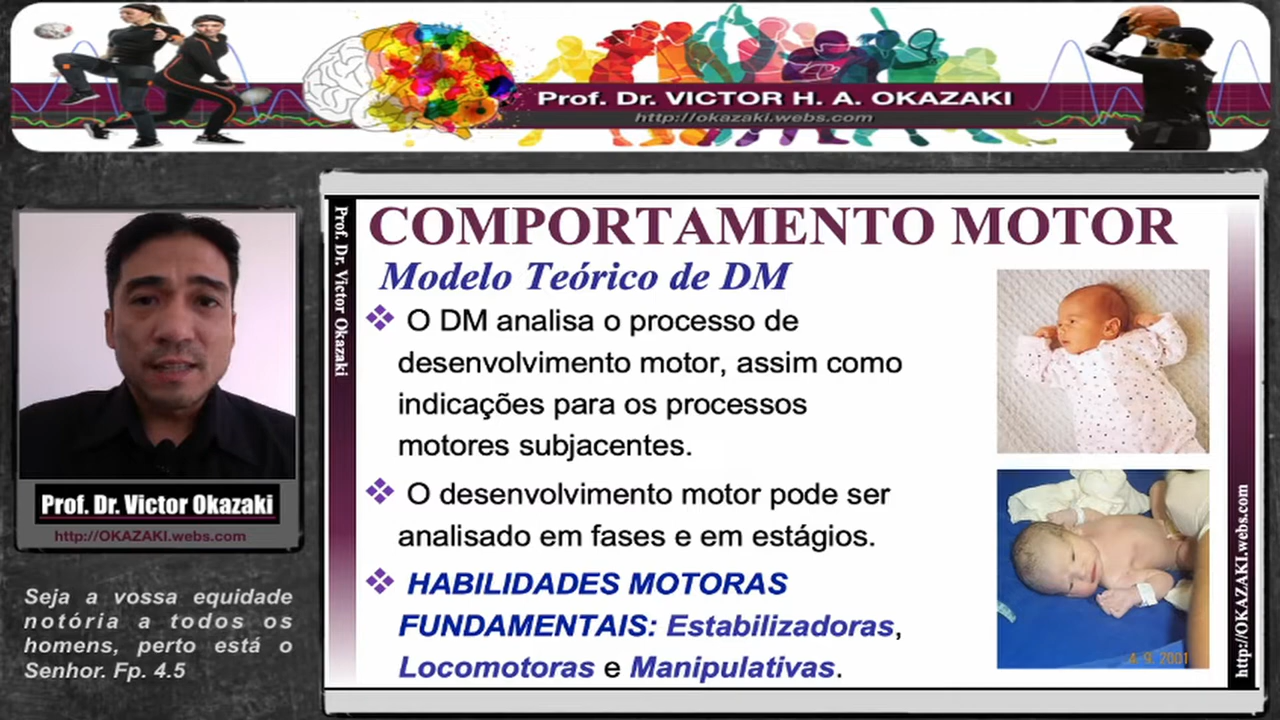 Prof. Dr. VICTOR H. A. OKAZAKI
http://okazaki.webs.com
Prof. Dr. Victor Okazaki
http://OKAZAKI.webs.com
Seja a vossa equidade
notória a todos os
homens, perto está o
Senhor. Fp. 4.5
Prof. Dr. Victor Okazaki
COMPORTAMENTO MOTOR
Modelo Teórico de DM
❖ O DM analisa o processo de
desenvolvimento motor, assim como
indicações para os processos
motores subjacentes.
❖ O desenvolvimento motor pode ser
analisado em fases e em estágios.
❖ HABILIDADES MOTORAS
FUNDAMENTAIS: Estabilizadoras,
Locomotoras e Manipulativas.
4. 9. 2001
http://OKAZAKI.webs.com